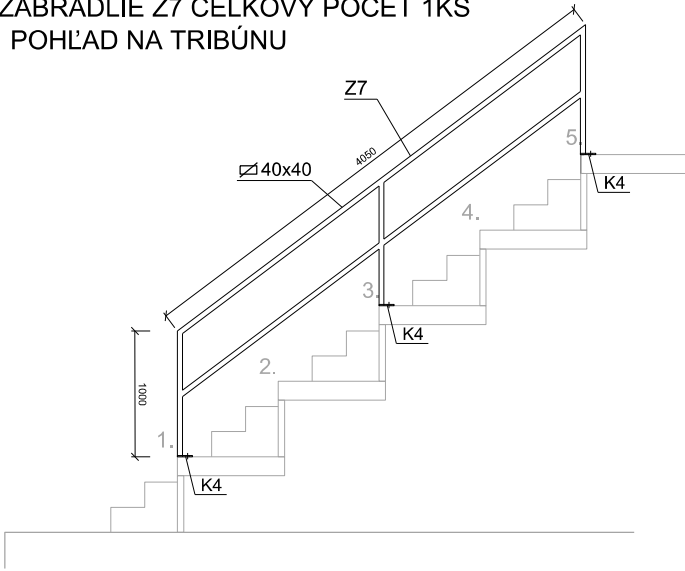 ZÁBRADLIE Z7 CELKOVÝ POČET 1KS
POHĽAD NA TRIBÚNU
Z7
4050
40x40
5.
K4
4.
3.
K4
2.
1000
1.
K4